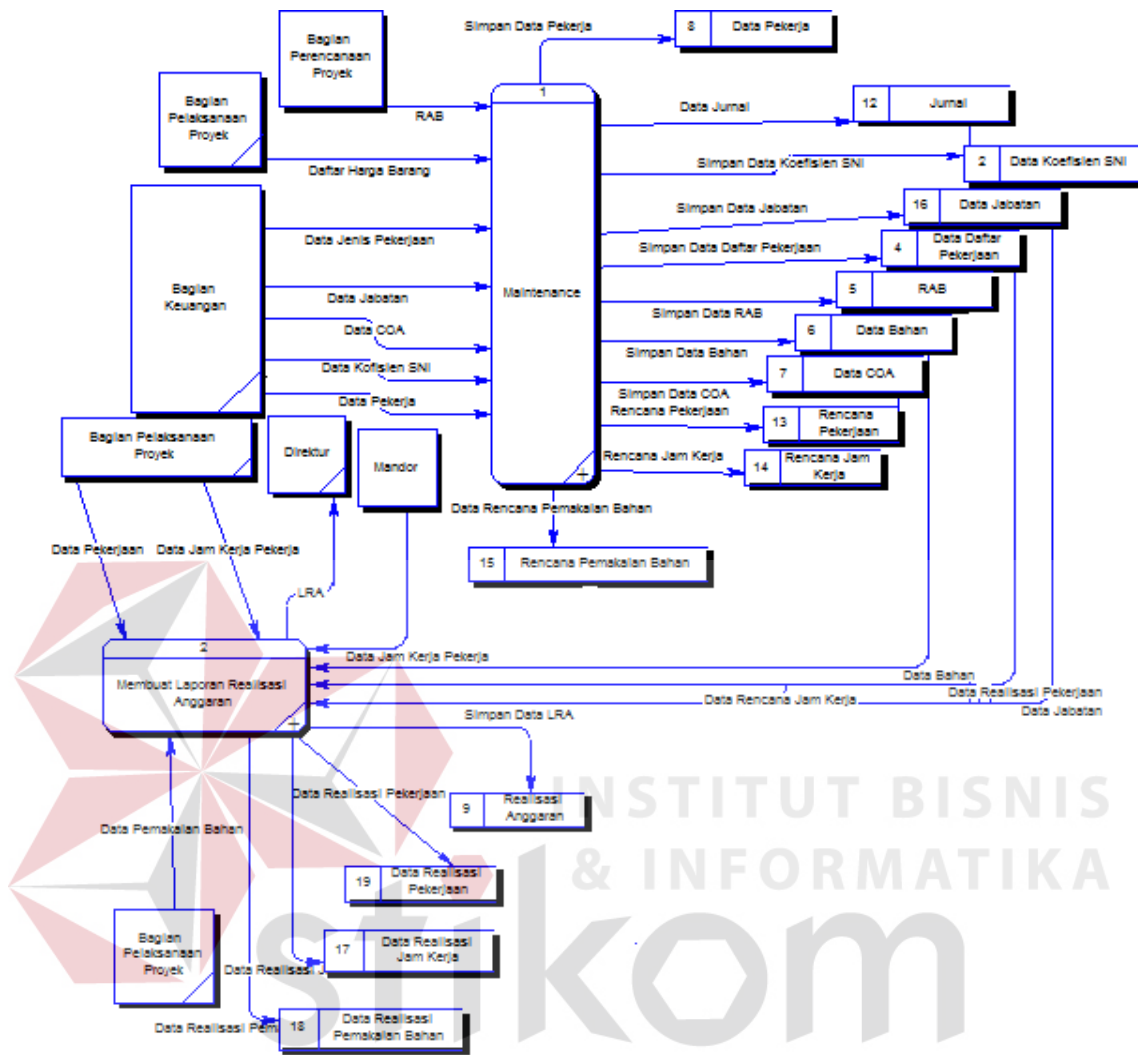 Simpan Data Pekerja
8
Data Pekerja
Bagian
Perencanaan
Proyek
Bagian
Pelaksanaan
Proyek
RAB
1
Data Jurnal
12
Jurnal
Daftar Harga Barang
Simpan Data Koefisien SNI
2
Data Koefisien SNI
Bagian
Keuangan
Data Jenis Pekerjaan
Simpan Data Jabatan
16
Data Jabatan
Simpan Data Daftar Pekerjaan
4
Data Daftar
Pekerjaan
Maintenance
Data Jabatan
Simpan Data RAB
5
RAB
Data COA
Simpan Data Bahan
6
Data Bahan
Data Kofisien SNI
Simpan Data COA
7
Data COA
Data Pekerja
Rencana Pekerjaan
13
Rencana
Pekerjaan
Bagian Pelaksanaan
Proyek
Direktur
Mandor
Rencana Jam Kerja
14
Rencana Jam
Kerja
Data Rencana Pemakaian Bahan
15
Rencana Pemakaian Bahan
Data Pekerjaan
Data Jam Kerja Pekerja
LRA
2
Membuat Laporan Realisasi
Anggaran
Data Jam Kerja Pekerja
Data Bahan
Data Rencana Jam Kerja
Data Realisasi Pekerjaan
Data Jabatan
Simpan Data LRA
Data Realisasi Pekerjaan
9
Realisasi
Anggaran
Data Pemakaian Bahan
19
Data Realisasi
Pekerjaan
Bagian
Pelaksanaan
Proyek
Data Realisasi J
17
Data Realisasi
Jam Kerja
Data Realisasi Pem
18
Data Realisasi
Pemakaian Bahan
INSTITUT BISNIS
& INFORMATIKA
stikom